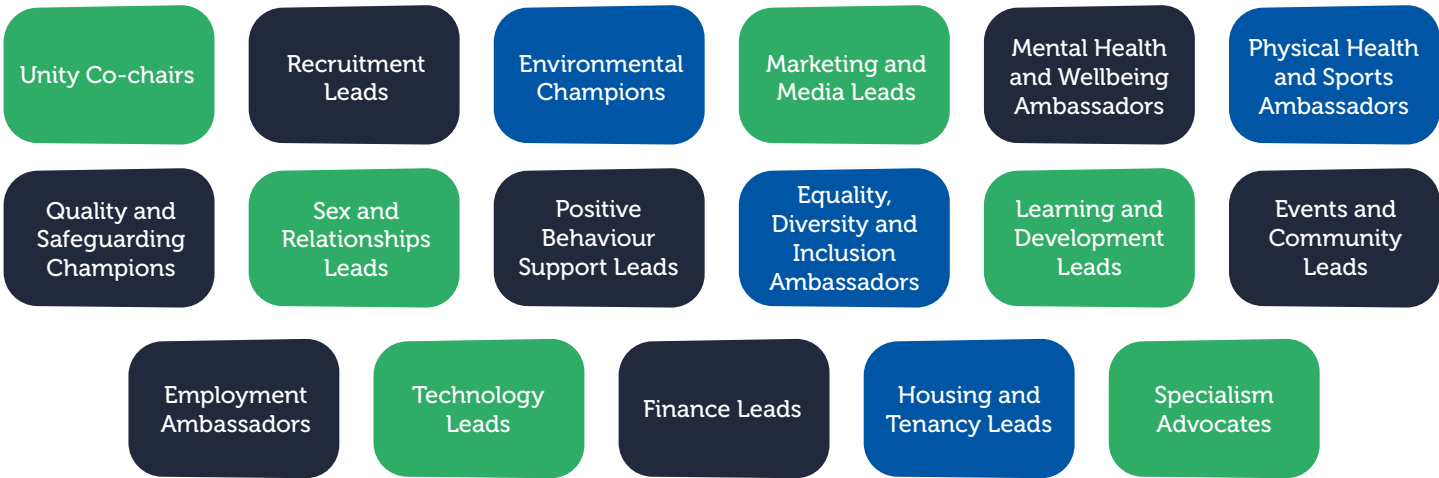 Unity Co-chairs
Recruitment
Leads
Environmental
Champions
Marketing and
Media Leads
Mental Health
and Wellbeing
Ambassadors
Physical Health
and Sports
Ambassadors
Quality and
Safeguarding
Champions
Sex and
Relationships
Leads
Positive
Behaviour
Support Leads
Equality,
Diversity and
Inclusion
Ambassadors
Learning and
Development
Leads
Events and
Community
Leads
Employment
Ambassadors
Technology
Leads
Finance Leads
Housing and
Tenancy Leads
Specialism
Advocates